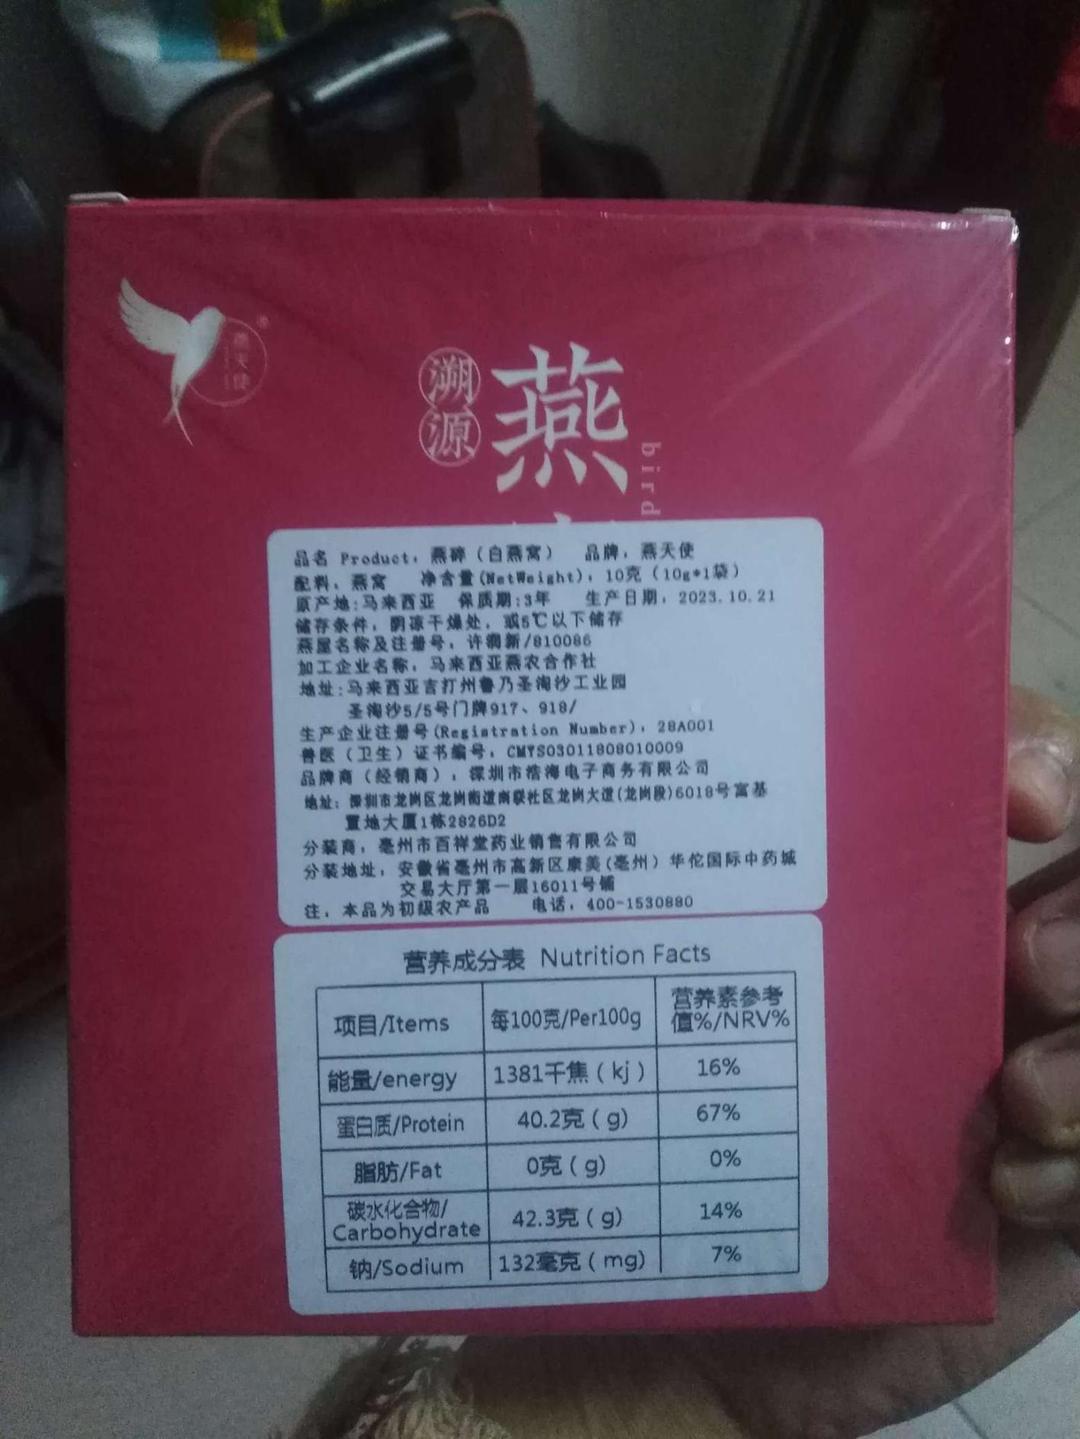 燕天使
®
溯源
燕
bird
品名 Product：燕碎（白燕窝） 品牌：燕天使
配料：燕窝 净含量(NetWeight)：10克（10g*1袋）
原产地:马来西亚 保质期:3年 生产日期：2023.10.21
储存条件：阴凉干燥处，或5℃以下储存
燕屋名称及注册号：许润新/810086
加工企业名称：马来西亚燕农合作社
地址:马来西亚吉打州鲁乃圣淘沙工业园
圣淘沙5/5号门牌917、918/
生产企业注册号(Registration Number)：28A001
兽医（卫生）证书编号：CMYS03011808010009
品牌商（经销商）：深圳市浩海电子商务有限公司
地址：深圳市龙岗区龙岗街道南联社区龙岗大道(龙岗段)6018号富基
置地大厦1栋2826D2
分装商：亳州市百祥堂药业销售有限公司
分装地址：安徽省亳州市高新区康美(亳州）华佗国际中药城
交易大厅第一层16011号铺
注：本品为初级农产品 电话：400-1530880
营养成分表 Nutrition Facts
项目/Items 每100克/Per100g 营养素参考值%/NRV%
能量/energy 1381千焦（kj） 16%
蛋白质/Protein 40.2克（g） 67%
脂肪/Fat 0克（g） 0%
碳水化合物/Carbohydrate 42.3克（g） 14%
钠/Sodium 132毫克（mg） 7%